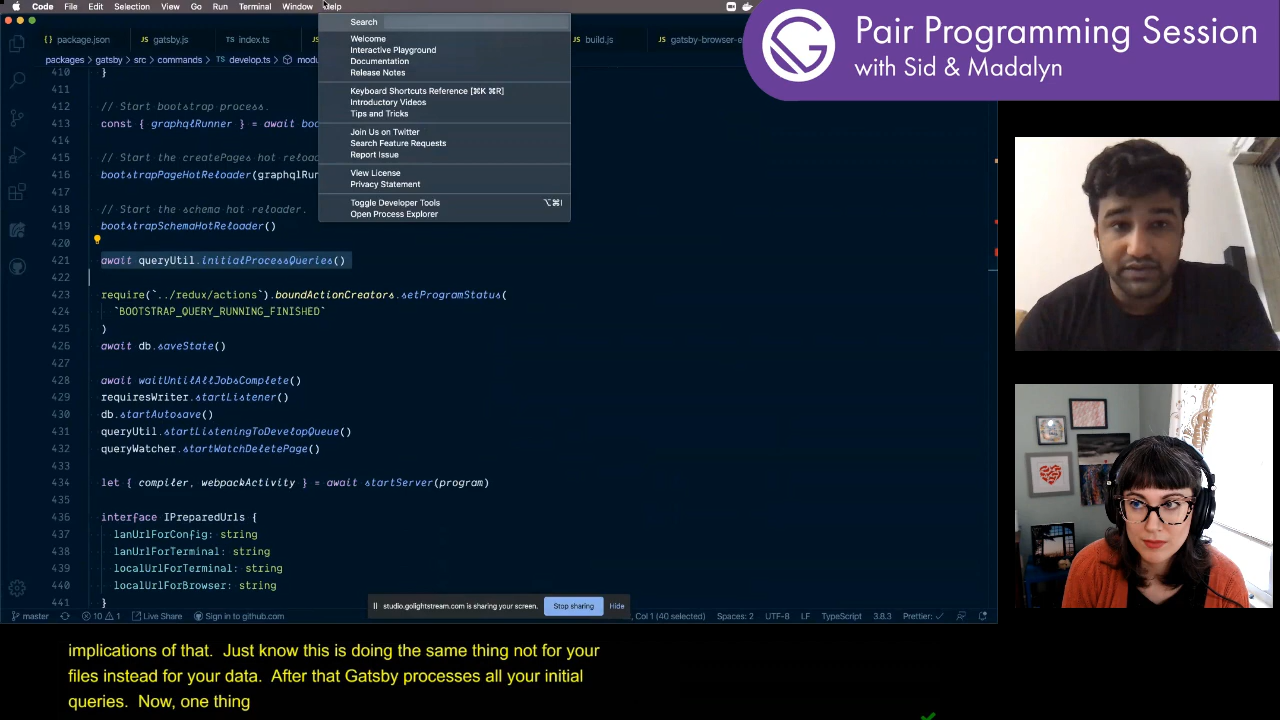 Code File Edit Selection View Go Run Terminal Window Help
Pair Programming Session
with Sid & Madalyn
package.json gatsby.js index.ts build.js
packages > gatsby > src > commands > develop.ts >
Search
Welcome
Interactive Playground
Documentation
Release Notes
Keyboard Shortcuts Reference [⌘K ⌘R]
Introductory Videos
Tips and Tricks
Join Us on Twitter
Search Feature Requests
Report Issue
View License
Privacy Statement
Toggle Developer Tools ⌥⌘I
Open Process Explorer
410 }
411
412 // Start bootstrap process.
413 const { graphqlRunner } = await
414
415 // Start the createPages hot
416 bootstrapPageHotReloader(
417
418 // Start the schema hot reloader.
419 bootstrapSchemaHotReloader()
420
421 await queryUtil.initialProcessQueries()
422
423 require(`../redux/actions`).boundActionCreators.setProgramStatus(
424 `BOOTSTRAP_QUERY_RUNNING_FINISHED`
425 )
426 await db.saveState()
427
428 await waitUntilAllJobsComplete()
429 requiresWriter.startListener()
430 db.startAutosave()
431 queryUtil.startListeningToDevelopQueue()
432 queryWatcher.startWatchDeletePage()
433
434 let { compiler, webpackActivity } = await startServer(program)
435
436 interface IPreparedUrls {
437 lanUrlForConfig: string
438 lanUrlForTerminal: string
439 localUrlForTerminal: string
440 localUrlForBrowser: string
441 }
studio.golightstream.com is sharing your screen. Stop sharing Hide
master 10 1 Live Share Sign in to github.com Col 1 (40 selected) Spaces: 2 UTF-8 LF TypeScript 3.8.3 Prettier: ✓
implications of that. Just know this is doing the same thing not for your
files instead for your data. After that Gatsby processes all your initial
queries. Now, one thing